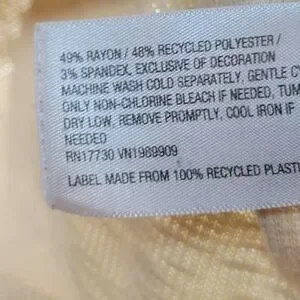 49% RAYON / 48% RECYCLED POLYESTER /
3% SPANDEX, EXCLUSIVE OF DECORATION
MACHINE WASH COLD SEPARATELY, GENTLE
ONLY NON-CHLORINE BLEACH IF NEEDED,
DRY LOW, REMOVE PROMPTLY, COOL IRON IF
NEEDED
RN17730 VN1989909
LABEL MADE FROM 100% RECYCLED